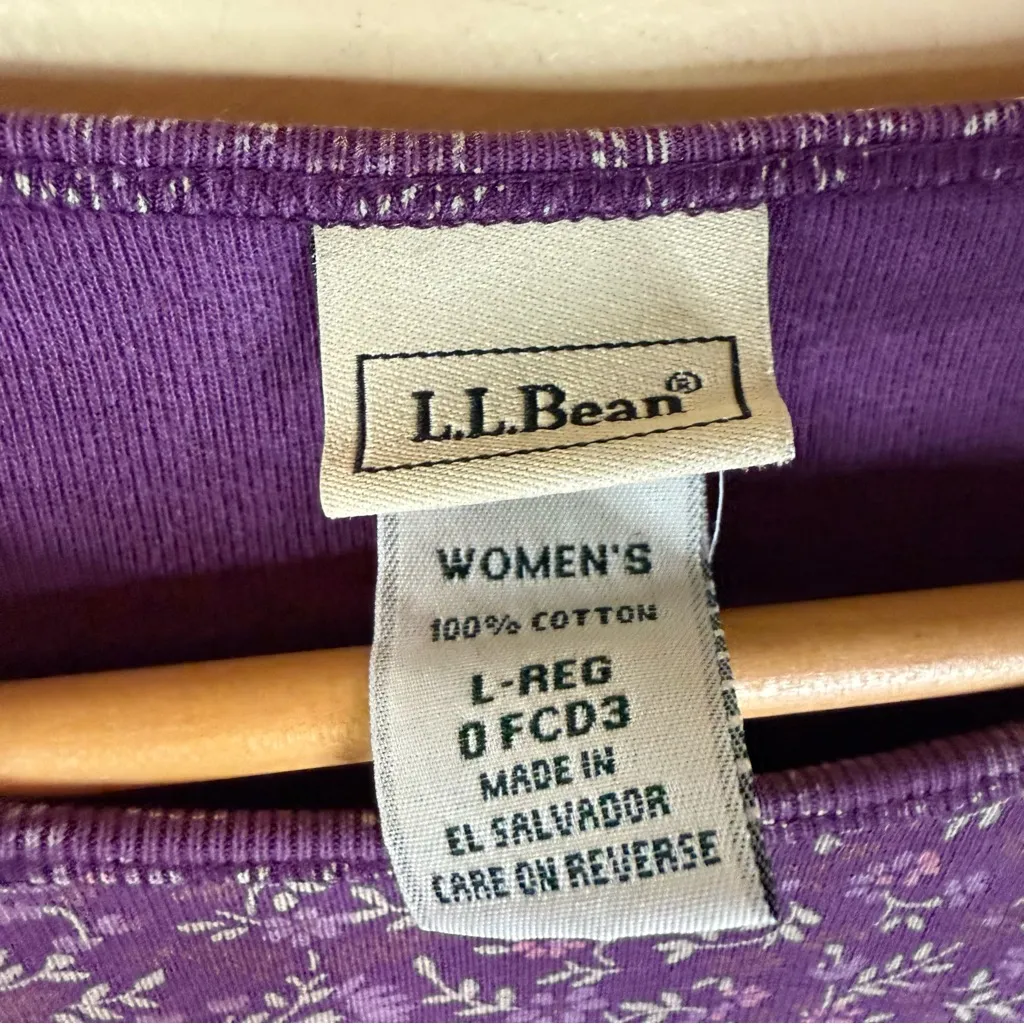 L.L.Bean®
WOMEN'S
100% COTTON
L-REG
0 FCD3
MADE IN
EL SALVADOR
CARE ON REVERSE